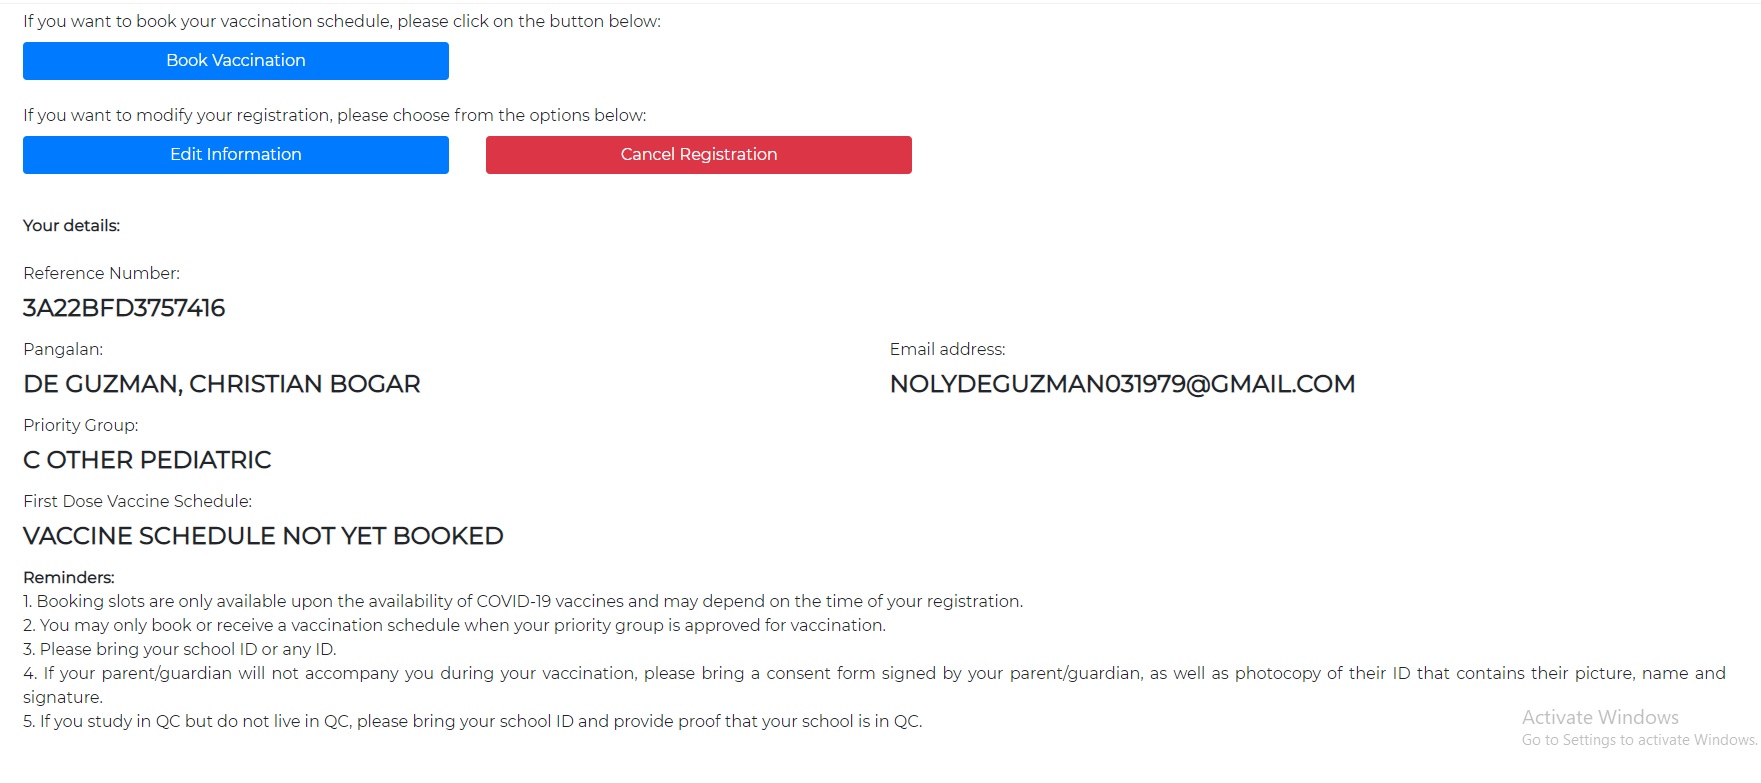 If you want to book your vaccination schedule, please click on the button below:
Book Vaccination
If you want to modify your registration, please choose from the options below:
Edit Information
Cancel Registration
Your details:
Reference Number:
3A22BFD3757416
Pangalan:
DE GUZMAN, CHRISTIAN BOGAR
Email address:
NOLYDEGUZMAN031979@GMAIL.COM
Priority Group:
C OTHER PEDIATRIC
First Dose Vaccine Schedule:
VACCINE SCHEDULE NOT YET BOOKED
Reminders:
1. Booking slots are only available upon the availability of COVID-19 vaccines and may depend on the time of your registration.
2. You may only book or receive a vaccination schedule when your priority group is approved for vaccination.
3. Please bring your school ID or any ID.
4. If your parent/guardian will not accompany you during your vaccination, please bring a consent form signed by your parent/guardian, as well as photocopy of their ID that contains their picture, name and
signature.
5. If you study in QC but do not live in QC, please bring your school ID and provide proof that your school is in QC.
Activate Windows
Go to Settings to activate Windows.